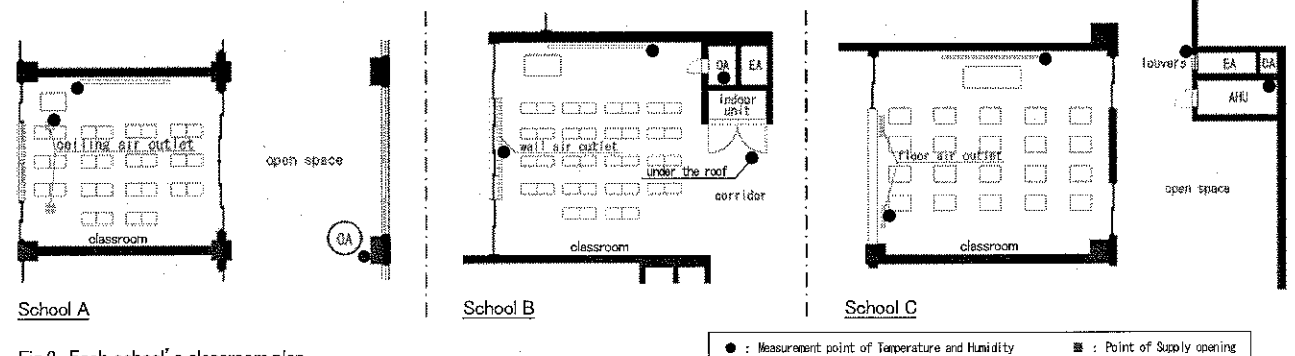 ceiling air outlet
open space
classroom
OA
School A
OA
EA
indoor
unit
wall air outlet
under the roof
corridor
classroom
School B
louvers
EA
OA
AHU
floor air outlet
open space
classroom
School C
Fig.2 Each school's classroom plan
● : Measurement point of Temperature and Humidity
: Point of Supply opening